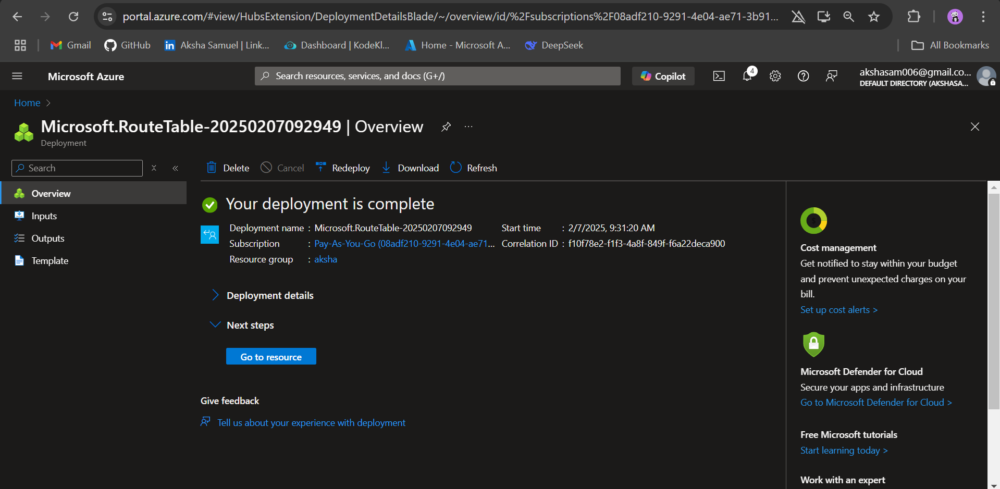 portal.azure.com/#view/HubsExtension/DeploymentDetailsBlade/~/overview/id/%2Fsubscriptions%2F08adf210-9291-4e04-ae71-3b91...
Gmail
GitHub
Aksha Samuel | Link...
Dashboard | KodeKl...
Home - Microsoft A...
DeepSeek
All Bookmarks
Microsoft Azure
Search resources, services, and docs (G+/)
Copilot
4
akshasam006@gmail.co...
DEFAULT DIRECTORY (AKSHASA...
Home
Microsoft.RouteTable-20250207092949 | Overview
Deployment
Search
Delete
Cancel
Redeploy
Download
Refresh
Overview
Inputs
Outputs
Template
Your deployment is complete
Deployment name : Microsoft.RouteTable-20250207092949
Subscription : Pay-As-You-Go (08adf210-9291-4e04-ae71...
Resource group : aksha
Start time : 2/7/2025, 9:31:20 AM
Correlation ID : f10f78e2-f1f3-4a8f-849f-f6a22deca900
Deployment details
Next steps
Go to resource
Give feedback
Tell us about your experience with deployment
$
Cost management
Get notified to stay within your budget
and prevent unexpected charges on your
bill.
Set up cost alerts >
Microsoft Defender for Cloud
Secure your apps and infrastructure
Go to Microsoft Defender for Cloud >
Free Microsoft tutorials
Start learning today >
Work with an expert